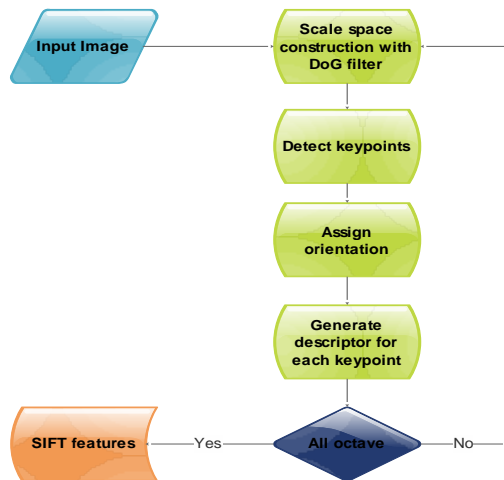 Input Image
Scale space
construction with
DoG filter
Detect keypoints
Assign
orientation
Generate
descriptor for
each keypoint
SIFT features
Yes
All octave
No